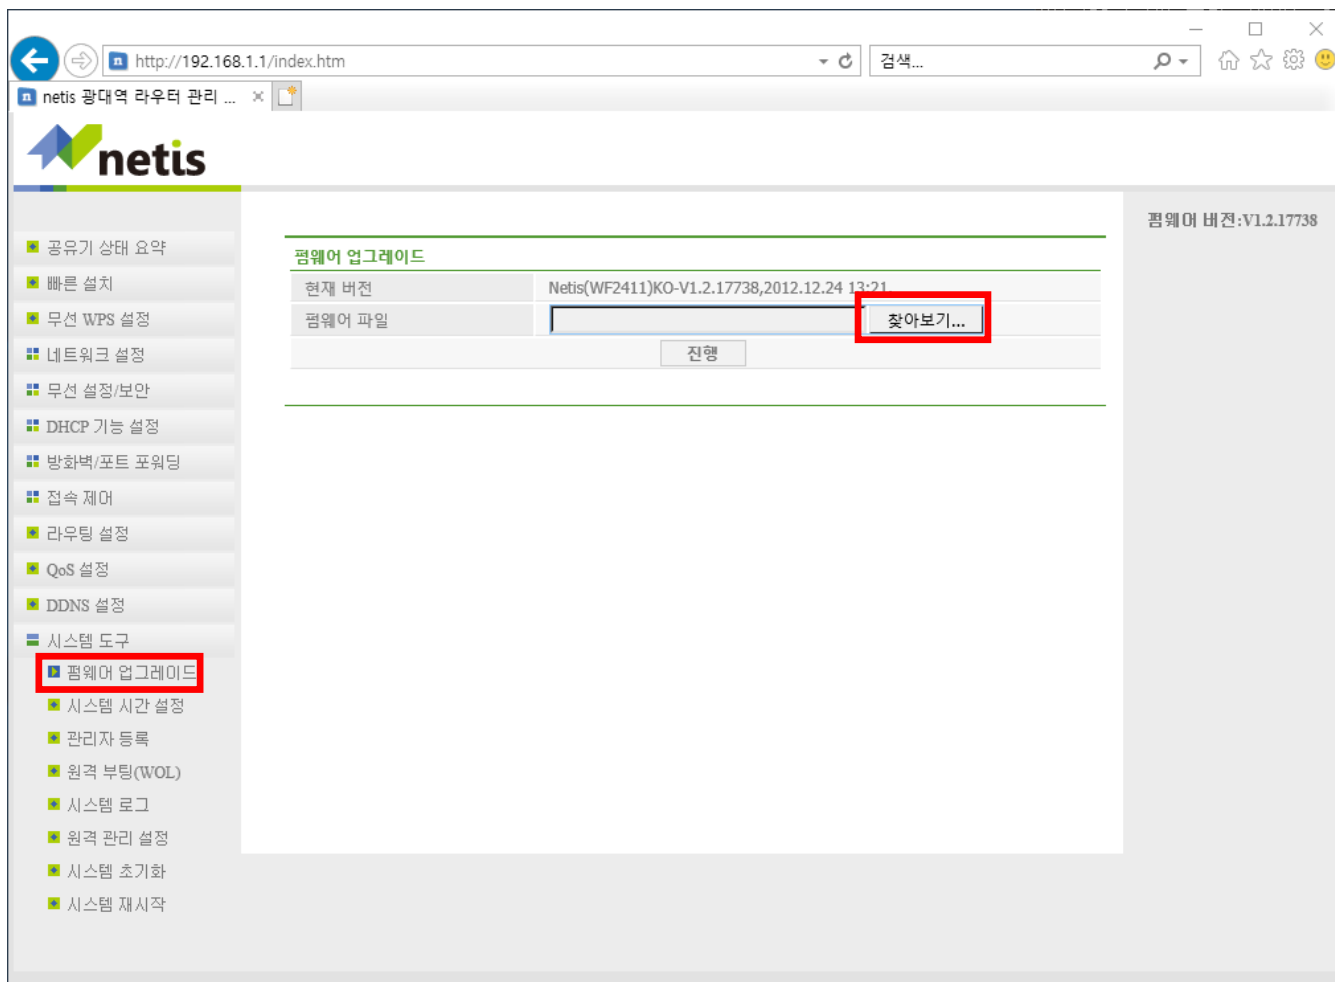 http://192.168.1.1/index.htm
검색...
netis 광대역 라우터 관리 ...
netis
펌웨어 버전:V1.2.17738
공유기 상태 요약
빠른 설치
무선 WPS 설정
네트워크 설정
무선 설정/보안
DHCP 기능 설정
방화벽/포트 포워딩
접속 제어
라우팅 설정
QoS 설정
DDNS 설정
시스템 도구
펌웨어 업그레이드
시스템 시간 설정
관리자 등록
원격 부팅(WOL)
시스템 로그
원격 관리 설정
시스템 초기화
시스템 재시작
펌웨어 업그레이드
현재 버전 Netis(WF2411)KO-V1.2.17738,2012.12.24 13:21.
펌웨어 파일 찾아보기...
진행